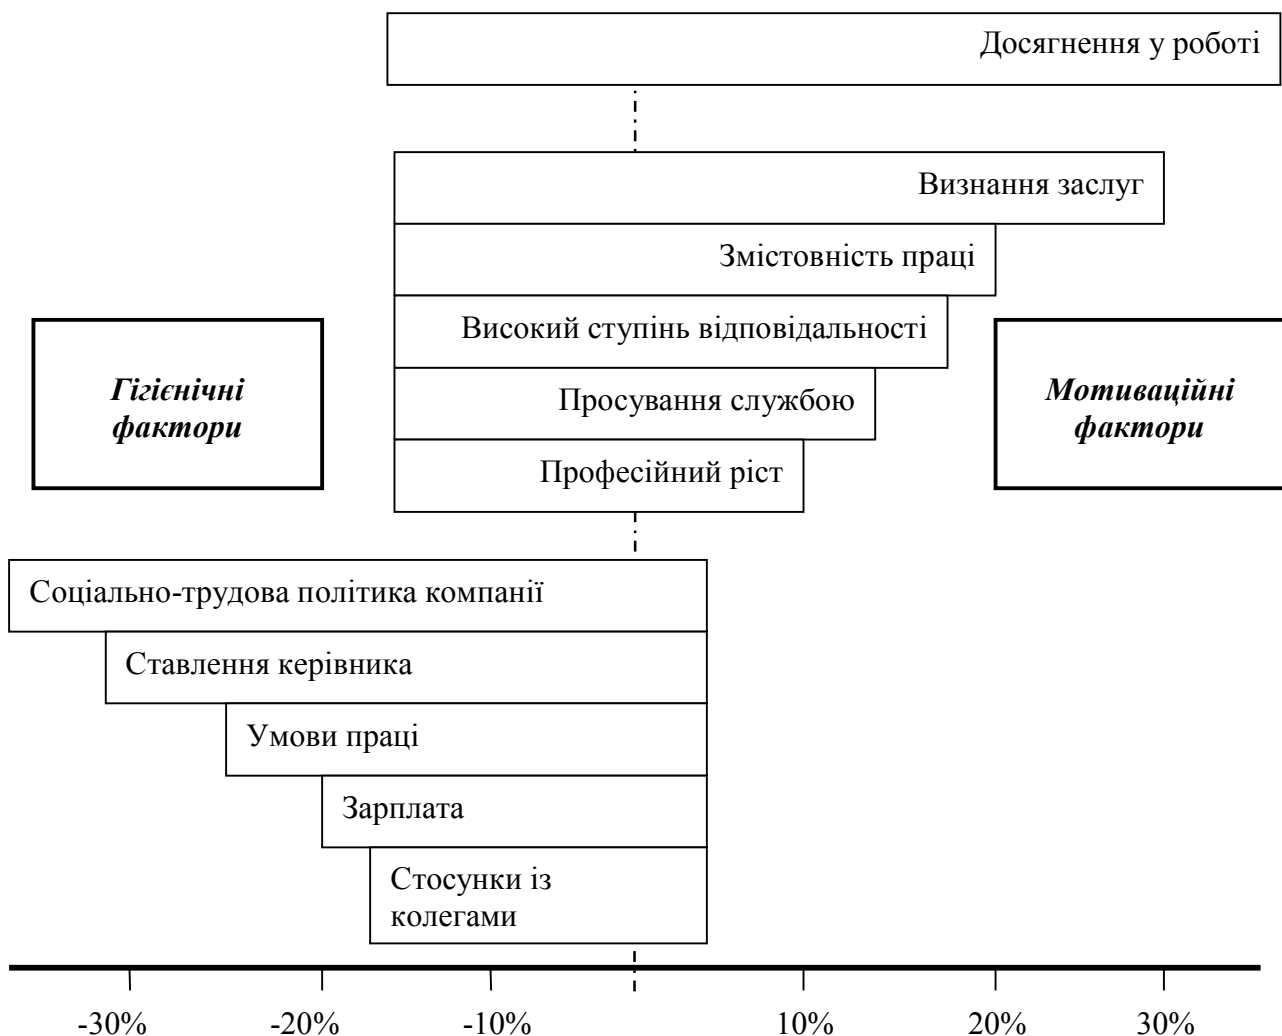 Досягнення у роботі
Визнання заслуг
Змістовність праці
Високий ступінь відповідальності
Просування службою
Професійний ріст
Гігієнічні
фактори
Мотиваційні
фактори
Соціально-трудова політика компанії
Ставлення керівника
Умови праці
Зарплата
Стосунки із
колегами
-30% -20% -10% 10% 20% 30%